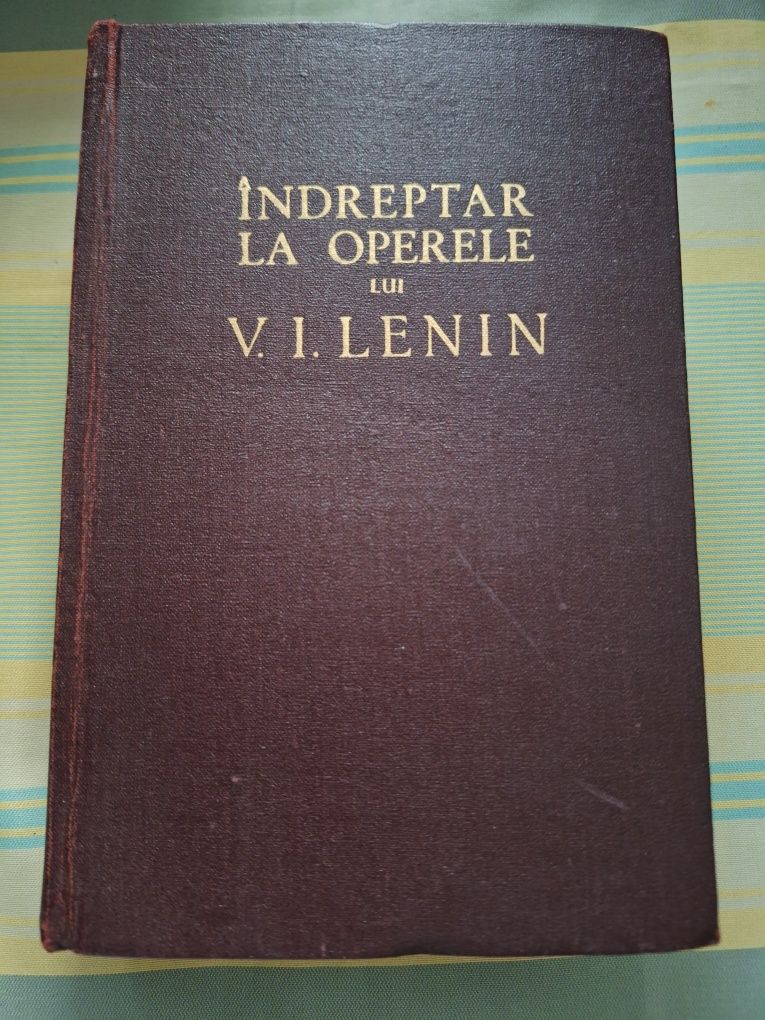 ÎNDREPTAR
LA OPERELE
LUI
V. I. LENIN